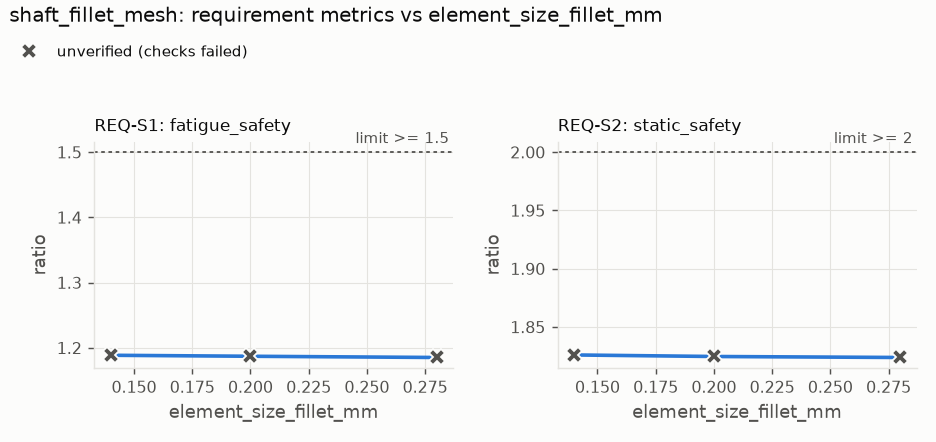 shaft_fillet_mesh: requirement metrics vs element_size_fillet_mm
unverified (checks failed)
REQ-S1: fatigue_safety
limit >= 1.5
1.5
1.4
1.3
1.2
ratio
0.150 0.175 0.200 0.225 0.250 0.275
element_size_fillet_mm
REQ-S2: static_safety
limit >= 2
2.00
1.95
1.90
1.85
ratio
0.150 0.175 0.200 0.225 0.250 0.275
element_size_fillet_mm